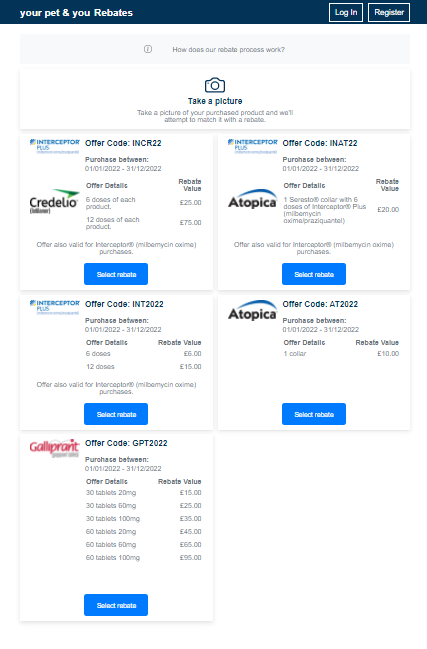 your pet & you Rebates
Log In
Register
How does our rebate process work?
Take a picture
Take a picture of your purchased product and we'll
attempt to match it with a rebate.
INTERCEPTOR
PLUS
Credelio
Offer Code: INCR22
Purchase between:
01/01/2022 - 31/12/2022
Offer Details
Rebate
Value
6 doses of each
product.
£25.00
12 doses of each
product.
£75.00
Offer also valid for Interceptor® (milbemycin oxime)
purchases.
Select rebate
INTERCEPTOR
PLUS
Atopica
Offer Code: INAT22
Purchase between:
01/01/2022 - 31/12/2022
Offer Details
Rebate
Value
1 Seresto® collar with 6
doses of Interceptor® Plus
(milbemycin
oxime/praziquantel)
£20.00
Offer also valid for Interceptor® (milbemycin oxime)
purchases.
Select rebate
INTERCEPTOR
PLUS
Offer Code: INT2022
Purchase between:
01/01/2022 - 31/12/2022
Offer Details Rebate Value
6 doses £6.00
12 doses £15.00
Offer also valid for Interceptor® (milbemycin oxime)
purchases.
Select rebate
Atopica
Offer Code: AT2022
Purchase between:
01/01/2022 - 31/12/2022
Offer Details Rebate Value
1 collar £10.00
Select rebate
Galliprant
Offer Code: GPT2022
Purchase between:
01/01/2022 - 31/12/2022
Offer Details Rebate Value
30 tablets 20mg £15.00
30 tablets 60mg £25.00
30 tablets 100mg £35.00
60 tablets 20mg £45.00
60 tablets 60mg £65.00
60 tablets 100mg £95.00
Select rebate